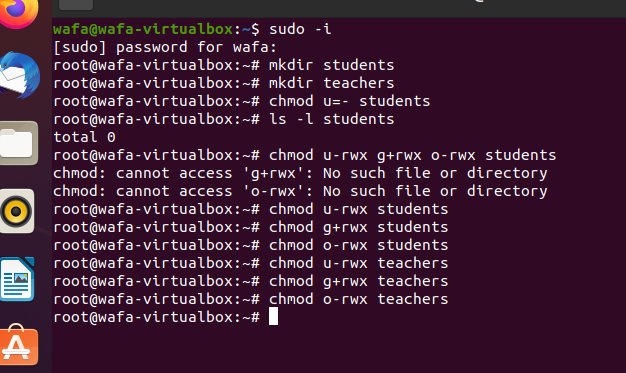 wafa@wafa-virtualbox:~$ sudo -i
[sudo] password for wafa:
root@wafa-virtualbox:~# mkdir students
root@wafa-virtualbox:~# mkdir teachers
root@wafa-virtualbox:~# chmod u=- students
root@wafa-virtualbox:~# ls -l students
total 0
root@wafa-virtualbox:~# chmod u-rwx g+rwx o-rwx students
chmod: cannot access 'g+rwx': No such file or directory
chmod: cannot access 'o-rwx': No such file or directory
root@wafa-virtualbox:~# chmod u-rwx students
root@wafa-virtualbox:~# chmod g+rwx students
root@wafa-virtualbox:~# chmod o-rwx students
root@wafa-virtualbox:~# chmod u-rwx teachers
root@wafa-virtualbox:~# chmod g+rwx teachers
root@wafa-virtualbox:~# chmod o-rwx teachers
root@wafa-virtualbox:~#